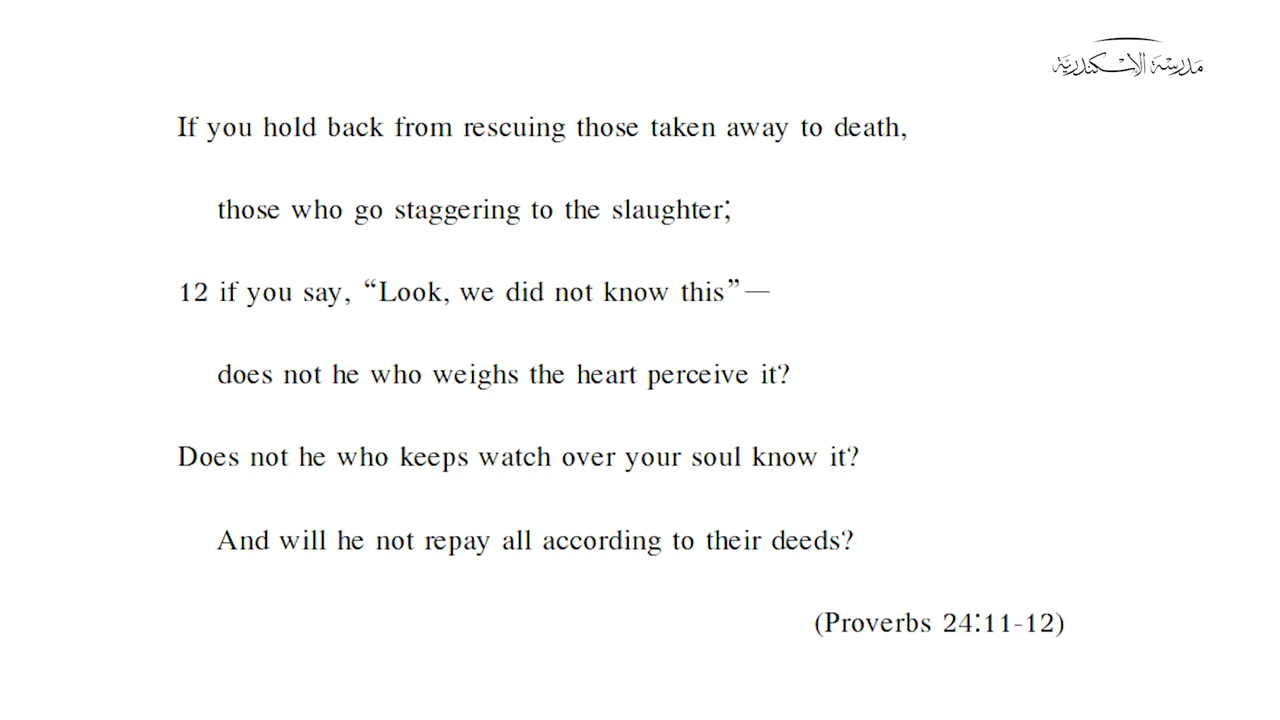 مدرسة الإسكندرية
If you hold back from rescuing those taken away to death,
those who go staggering to the slaughter;
12 if you say, “Look, we did not know this”—
does not he who weighs the heart perceive it?
Does not he who keeps watch over your soul know it?
And will he not repay all according to their deeds?
(Proverbs 24:11-12)